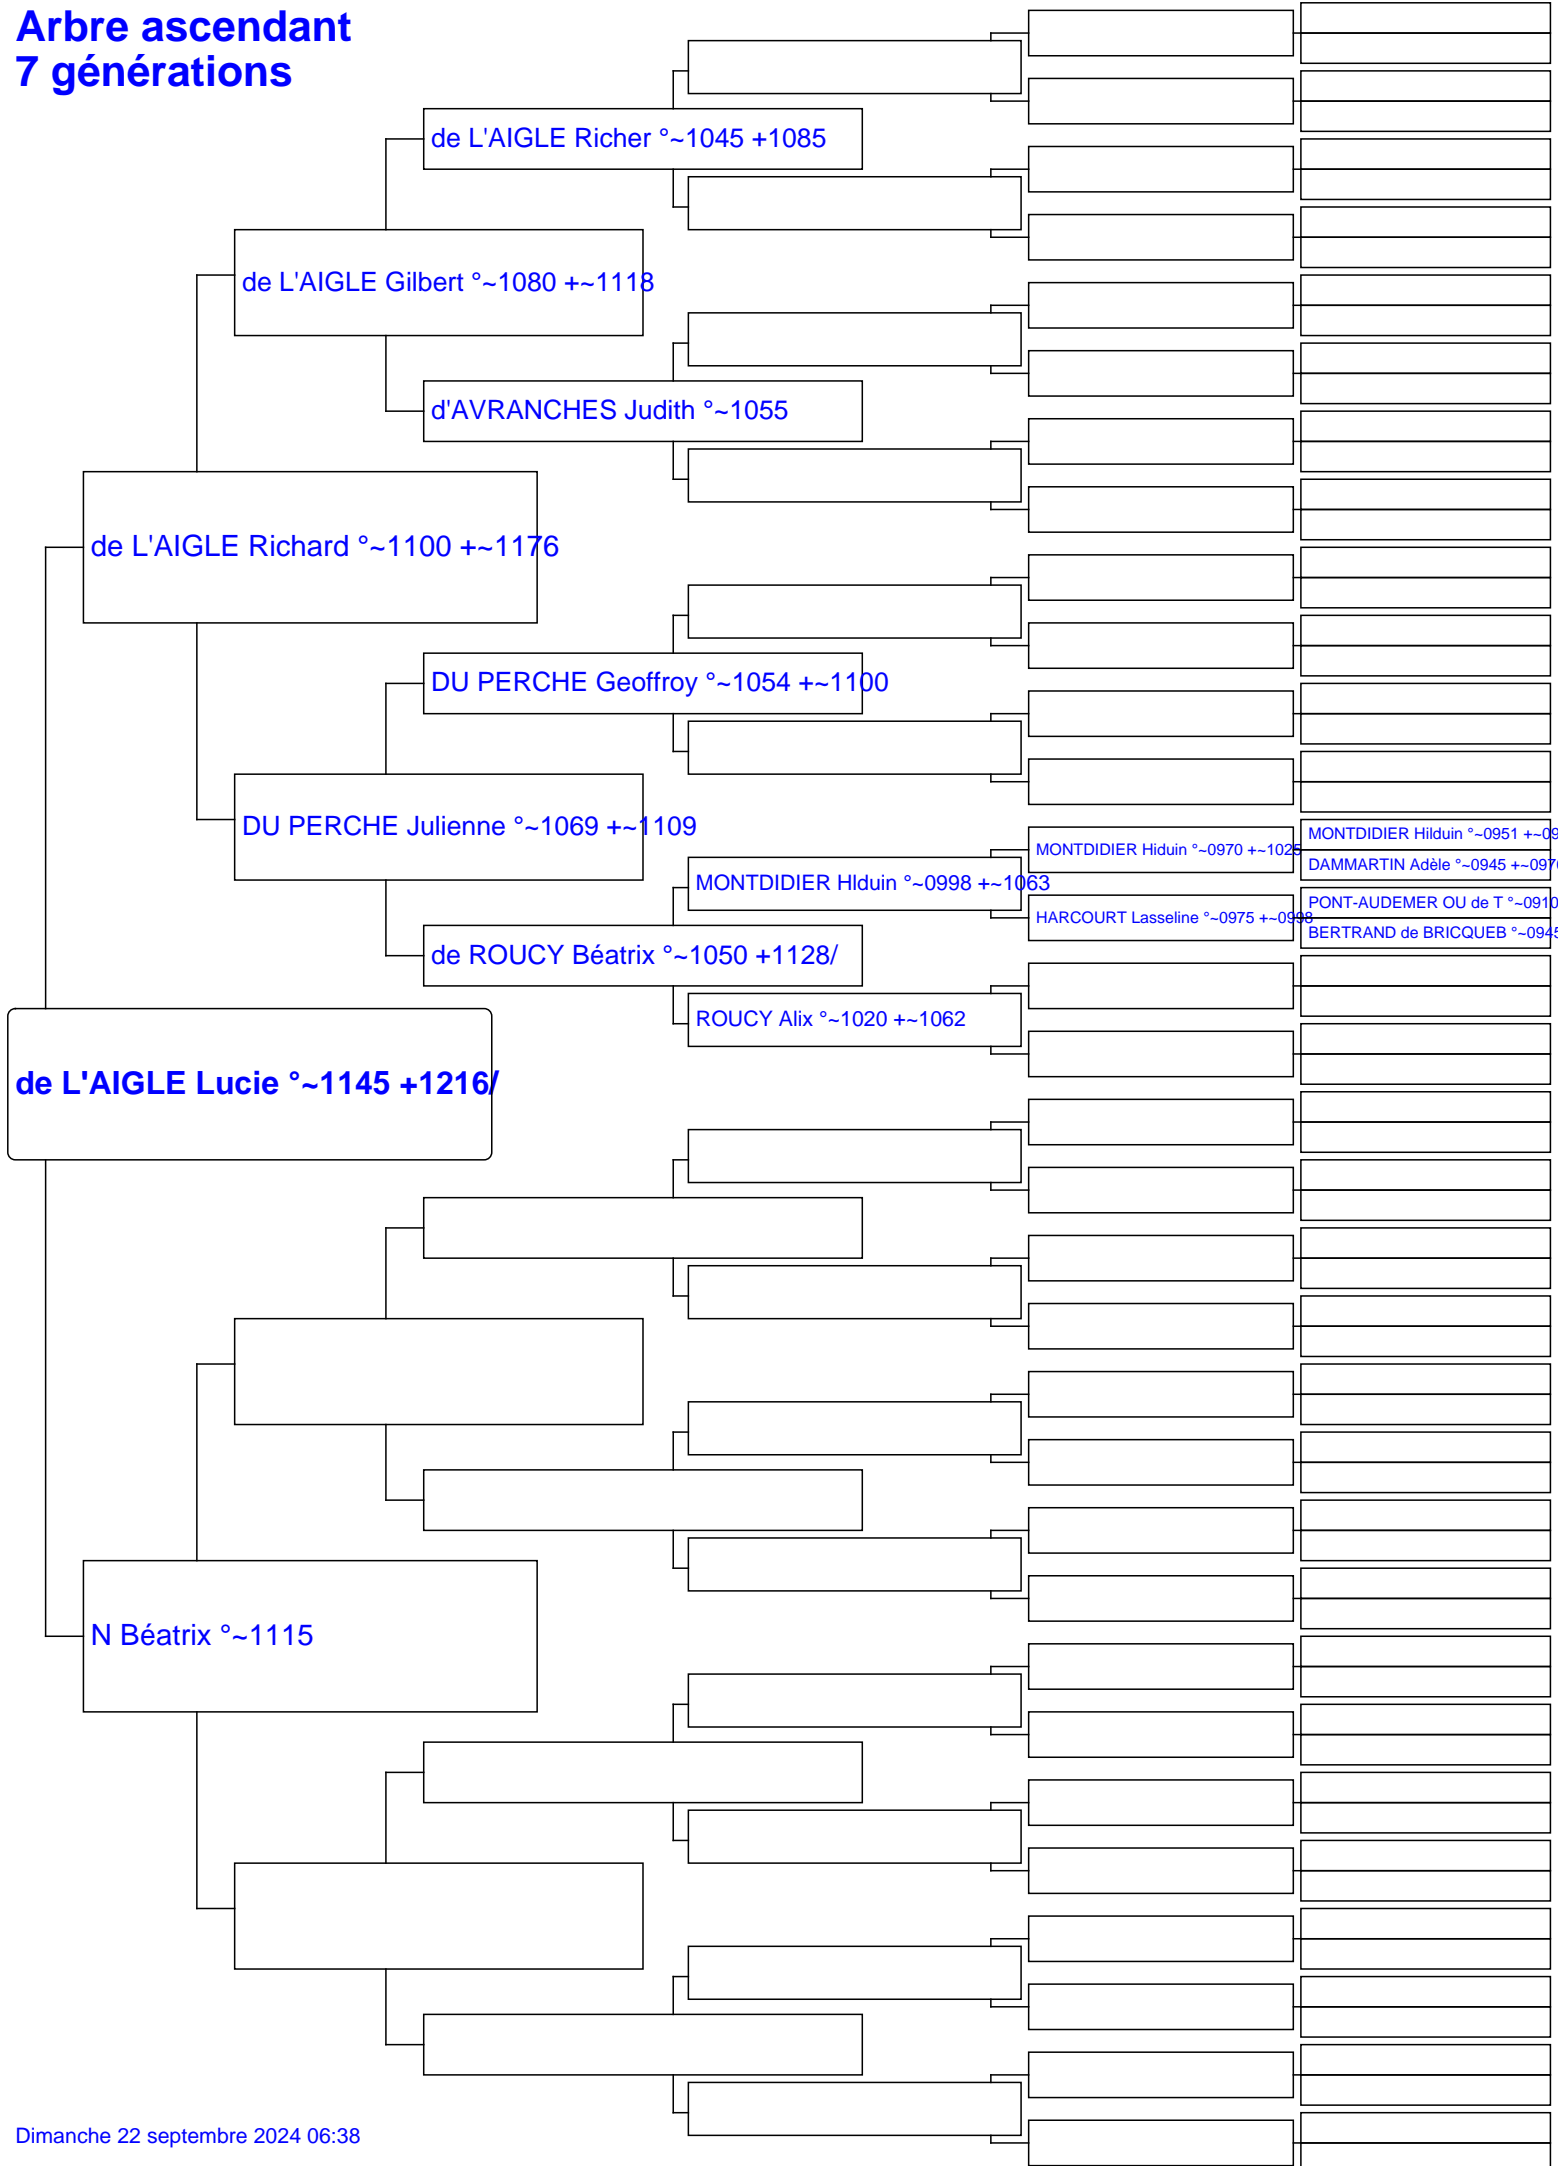 Arbre ascendant
7 générations
de L'AIGLE Richer °~1045 +1085
de L'AIGLE Gilbert °~1080 +~1118
d'AVRANCHES Judith °~1055
de L'AIGLE Richard °~1100 +~1176
DU PERCHE Geoffroy °~1054 +~1100
DU PERCHE Julienne °~1069 +~1109
MONTDIDIER Hilduin °~0951 +~09
MONTDIDIER Hiduin °~0970 +~1025
DAMMARTIN Adèle °~0945 +~0970
MONTDIDIER HIduin °~0998 +~1063
PONT-AUDEMER OU de T °~0910
HARCOURT Lasseline °~0975 +~0998
BERTRAND de BRICQUEB °~0945
de ROUCY Béatrix °~1050 +1128/
ROUCY Alix °~1020 +~1062
de L'AIGLE Lucie °~1145 +1216/
N Béatrix °~1115
Dimanche 22 septembre 2024 06:38